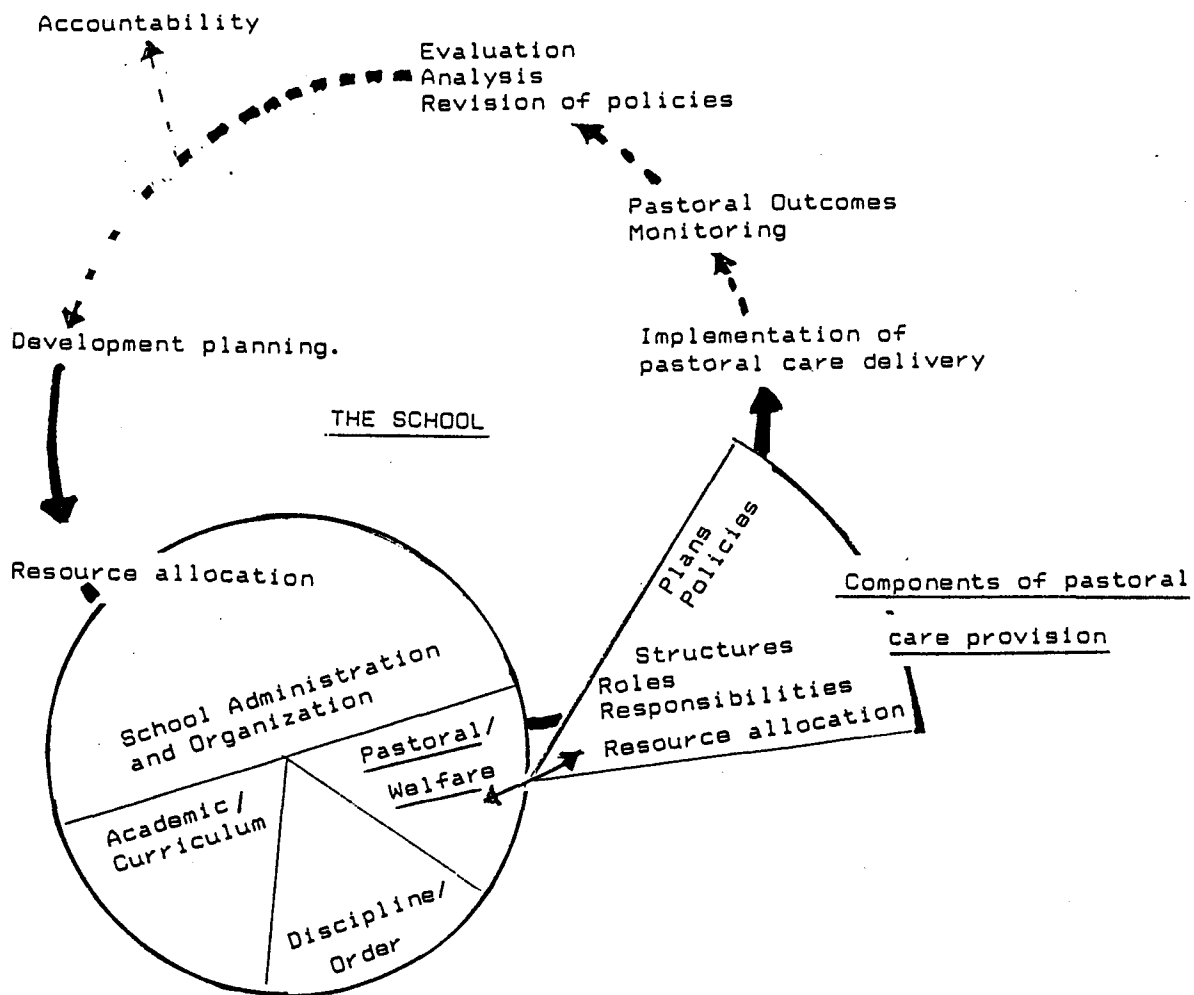 Accountability
Evaluation
Analysis
Revision of policies
Pastoral Outcomes
Monitoring
Development planning.
Implementation of
pastoral care delivery
THE SCHOOL
Plans
Policies
Resource allocation
Components of pastoral
care provision
Structures
Roles
Responsibilities
Resource allocation
School Administration
and Organization
Pastoral/
Welfare
Academic/
Curriculum
Discipline/
Order